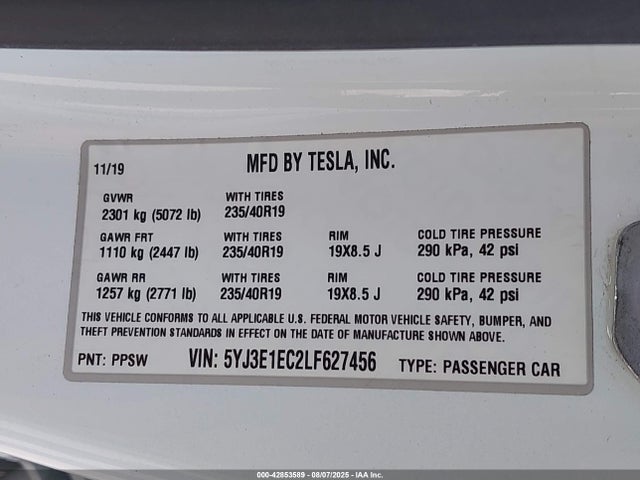 11/19 MFD BY TESLA, INC.
GVWR WITH TIRES
2301 kg (5072 lb) 235/40R19
GAWR FRT WITH TIRES RIM COLD TIRE PRESSURE
1110 kg (2447 lb) 235/40R19 19X8.5 J 290 kPa, 42 psi
GAWR RR WITH TIRES RIM COLD TIRE PRESSURE
1257 kg (2771 lb) 235/40R19 19X8.5 J 290 kPa, 42 psi
THIS VEHICLE CONFORMS TO ALL APPLICABLE U.S. FEDERAL MOTOR VEHICLE SAFETY, BUMPER, AND
THEFT PREVENTION STANDARDS IN EFFECT ON THE DATE OF MANUFACTURE SHOWN ABOVE.
PNT: PPSW VIN: 5YJ3E1EC2LF627456 TYPE: PASSENGER CAR
000-42853589 - 08/07/2025 - IAA Inc.